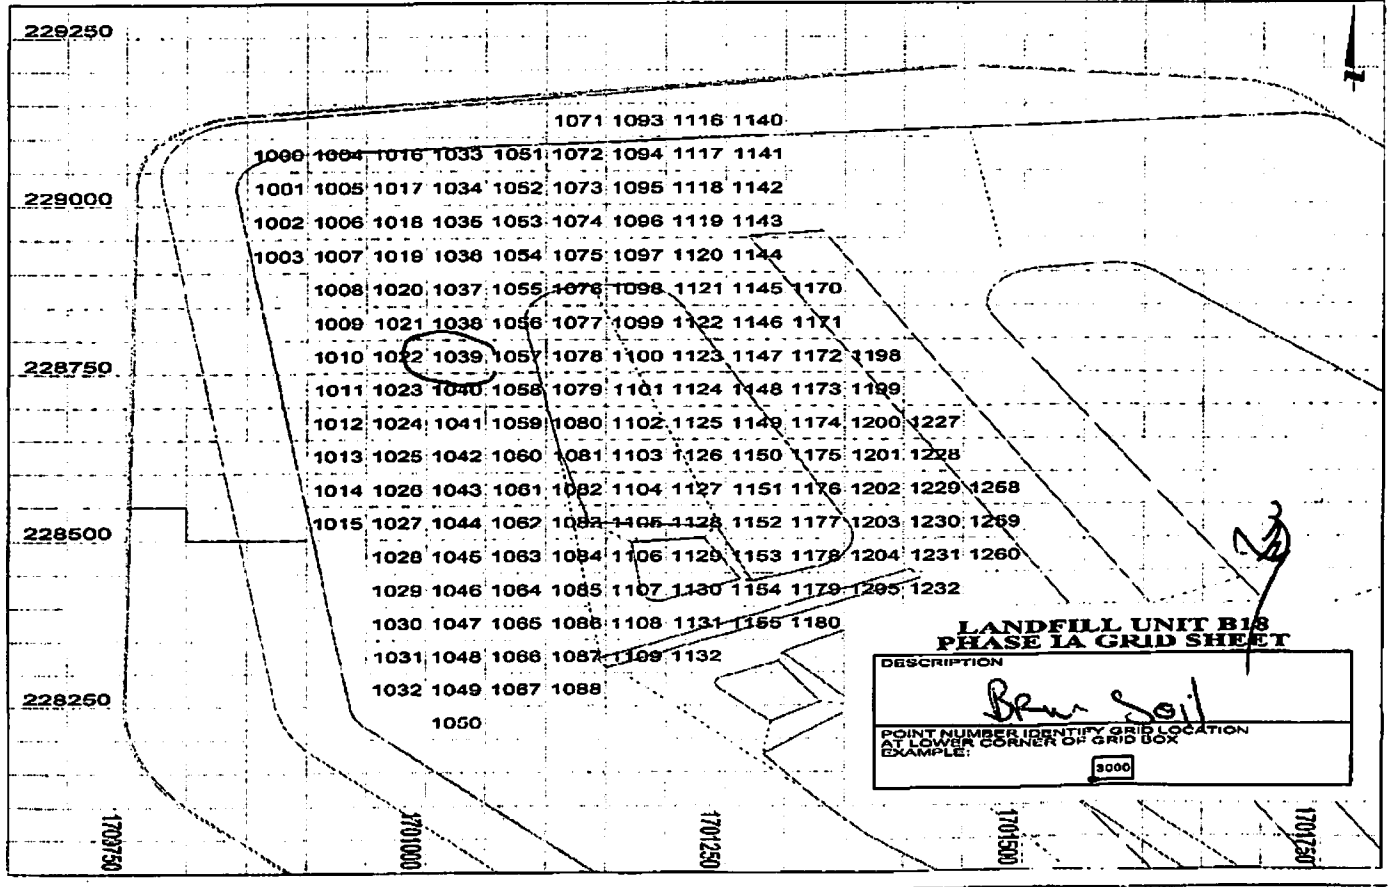 229250
1071 1093 1116 1140
1000 1004 1016 1033 1051 1072 1094 1117 1141
1001 1005 1017 1034 1052 1073 1095 1118 1142
229000
1002 1006 1018 1035 1053 1074 1096 1119 1143
1003 1007 1019 1036 1054 1075 1097 1120 1144
1008 1020 1037 1055 1076 1098 1121 1145 1170
1009 1021 1038 1056 1077 1099 1122 1146 1171
1010 1022 1039 1057 1078 1100 1123 1147 1172 1198
228750
1011 1023 1040 1058 1079 1101 1124 1148 1173 1199
1012 1024 1041 1059 1080 1102 1125 1149 1174 1200 1227
1013 1025 1042 1060 1081 1103 1126 1150 1175 1201 1228
1014 1026 1043 1061 1082 1104 1127 1151 1176 1202 1229 1258
1015 1027 1044 1062 1083 1105 1128 1152 1177 1203 1230 1259
228500
1028 1045 1063 1084 1106 1129 1153 1178 1204 1231 1260
1029 1046 1064 1085 1107 1130 1154 1179 1205 1232
1030 1047 1065 1086 1108 1131 1155 1180
1031 1048 1066 1087 1109 1132
1032 1049 1067 1088
228250
1050
LANDFILL UNIT B18
PHASE IA GRID SHEET
DESCRIPTION
Soil
POINT NUMBER IDENTIFY GRID LOCATION
AT LOWER CORNER OF GRID BOX
EXAMPLE:
3000
1700750
1701000
1701250
1701500
1701750